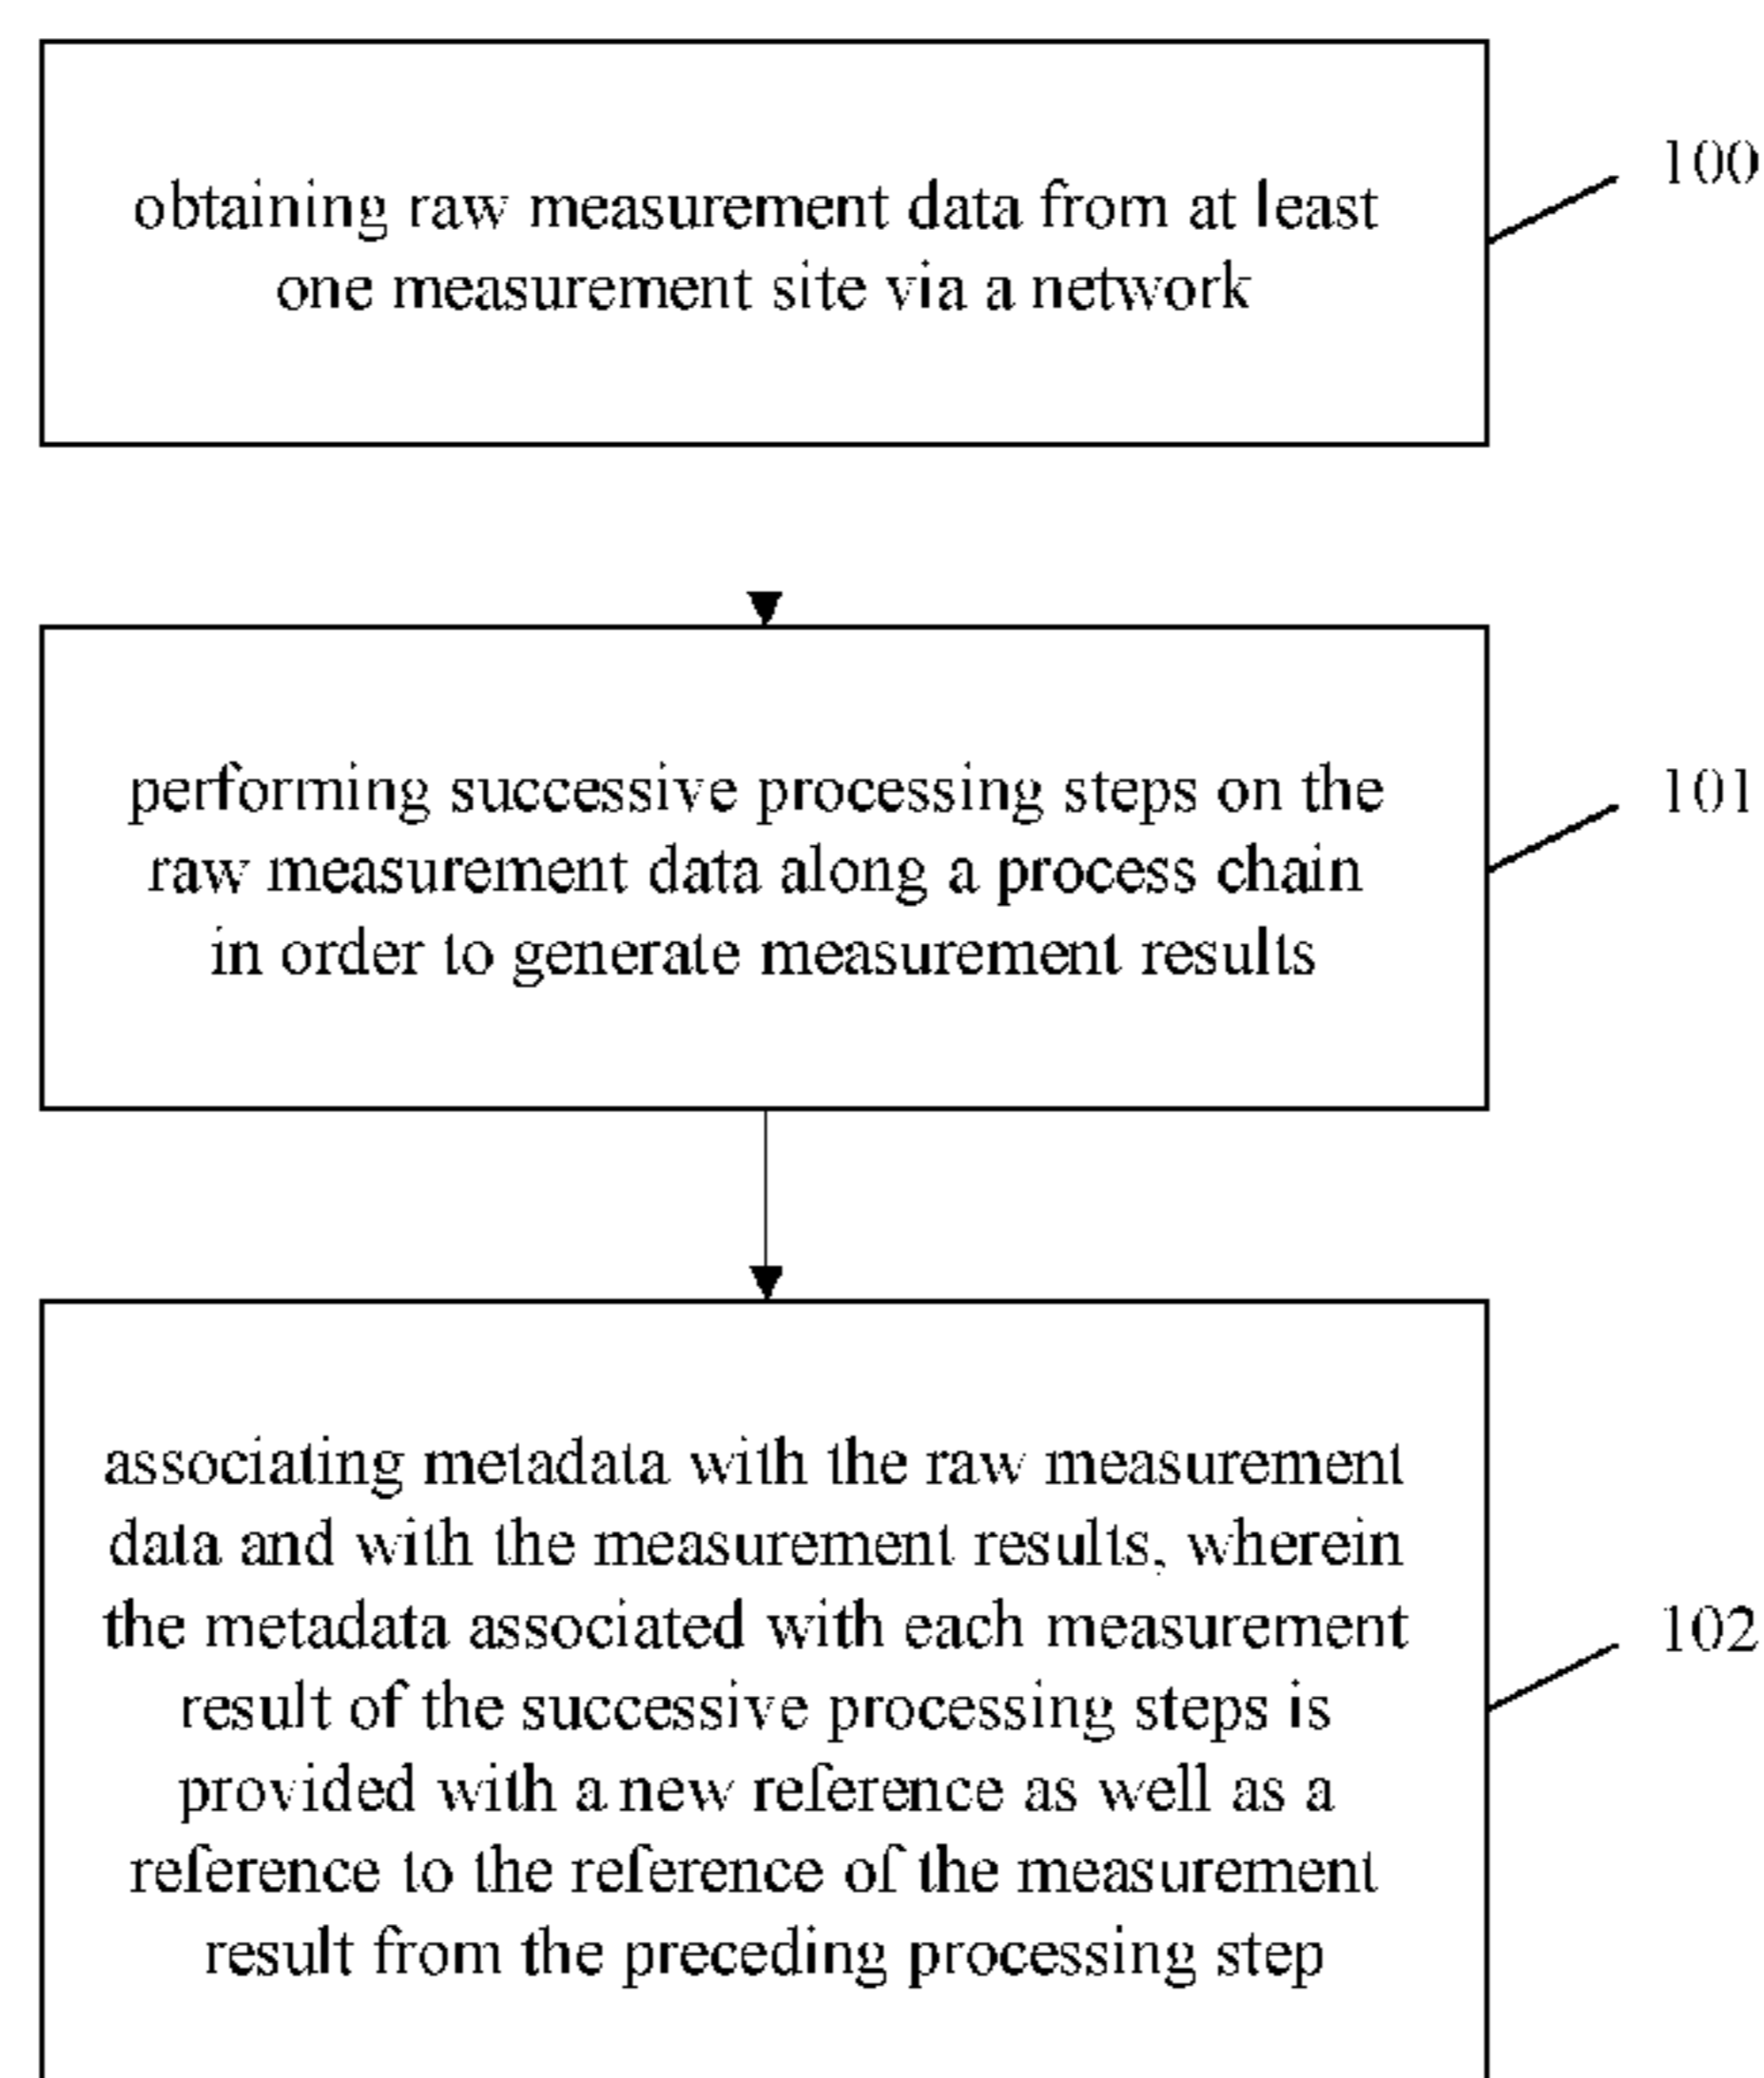 obtaining raw measurement data from at least
one measurement site via a network
100
performing successive processing steps on the
raw measurement data along a process chain
in order to generate measurement results
101
associating metadata with the raw measurement
data and with the measurement results, wherein
the metadata associated with each measurement
result of the successive processing steps is
provided with a new reference as well as a
reference to the reference of the measurement
result from the preceding processing step
102